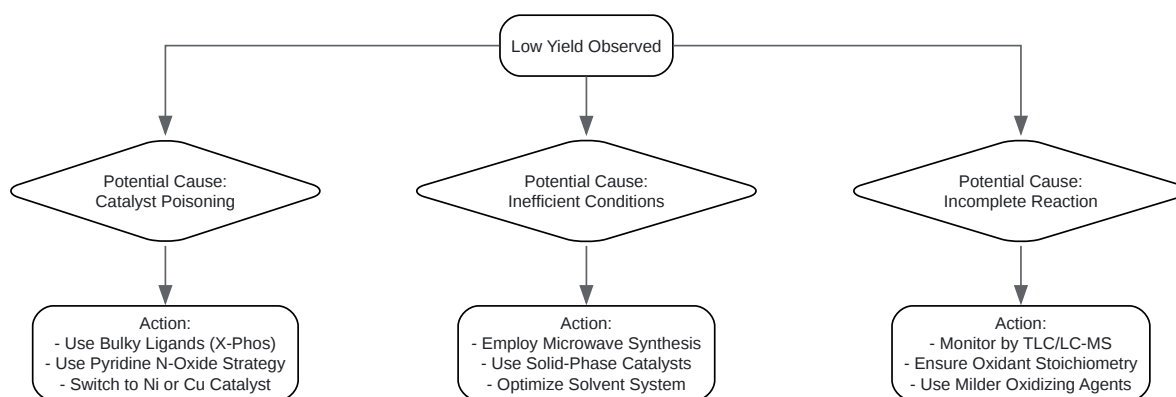 Low Yield Observed
Potential Cause:
Catalyst Poisoning
Potential Cause:
Inefficient Conditions
Potential Cause:
Incomplete Reaction
Action:
- Use Bulky Ligands (X-Phos)
- Use Pyridine N-Oxide Strategy
- Switch to Ni or Cu Catalyst
Action:
- Employ Microwave Synthesis
- Use Solid-Phase Catalysts
- Optimize Solvent System
Action:
- Monitor by TLC/LC-MS
- Ensure Oxidant Stoichiometry
- Use Milder Oxidizing Agents